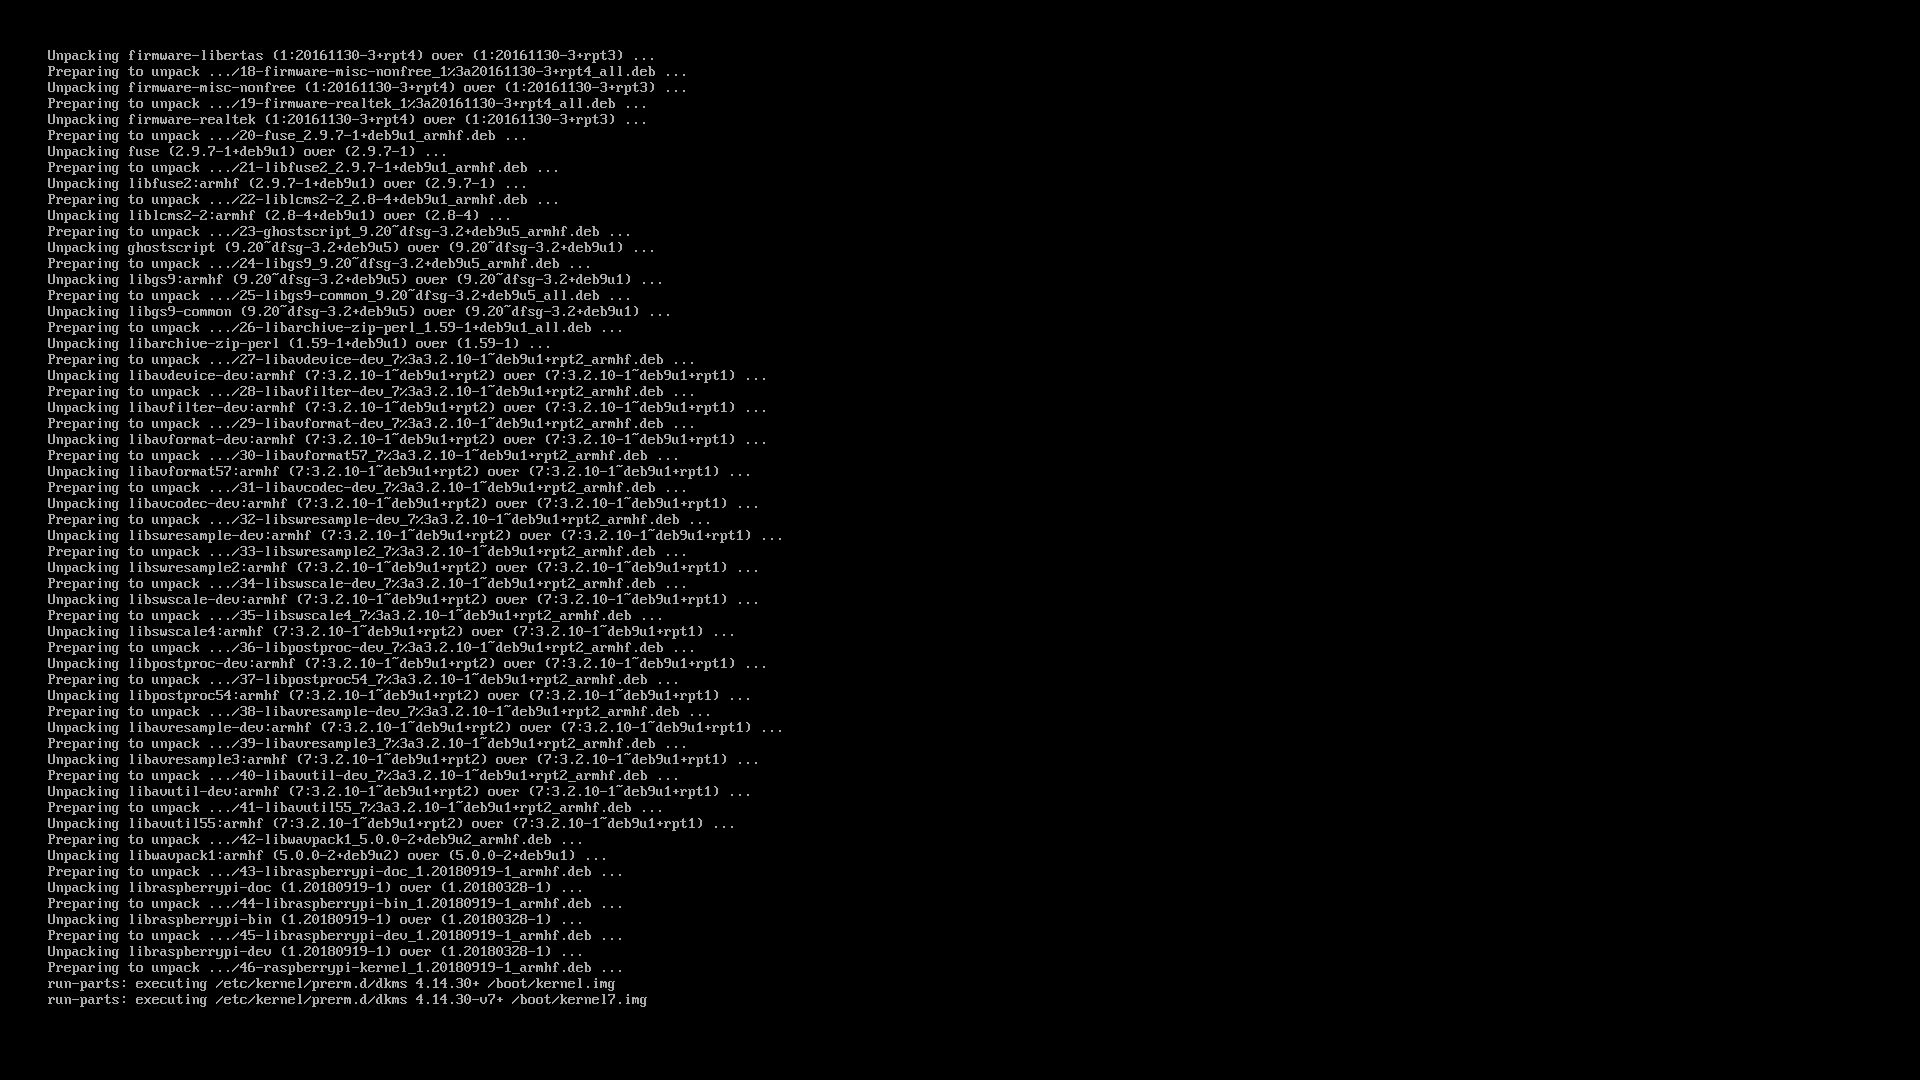 Unpacking firmware-libertas (1:20161130-3+rpt4) over (1:20161130-3+rpt3) ...
Preparing to unpack .../18-firmware-misc-nonfree_1%3a20161130-3+rpt4_all.deb ...
Unpacking firmware-misc-nonfree (1:20161130-3+rpt4) over (1:20161130-3+rpt3) ...
Preparing to unpack .../19-firmware-realtek_1%3a20161130-3+rpt4_all.deb ...
Unpacking firmware-realtek (1:20161130-3+rpt4) over (1:20161130-3+rpt3) ...
Preparing to unpack .../20-fuse_2.9.7-1+deb9u1_armhf.deb ...
Unpacking fuse (2.9.7-1+deb9u1) over (2.9.7-1) ...
Preparing to unpack .../21-libfuse2_2.9.7-1+deb9u1_armhf.deb ...
Unpacking libfuse2:armhf (2.9.7-1+deb9u1) over (2.9.7-1) ...
Preparing to unpack .../22-liblcms2-2_2.8-4+deb9u1_armhf.deb ...
Unpacking liblcms2-2:armhf (2.8-4+deb9u1) over (2.8-4) ...
Preparing to unpack .../23-ghostscript_9.20~dfsg-3.2+deb9u5_armhf.deb ...
Unpacking ghostscript (9.20~dfsg-3.2+deb9u5) over (9.20~dfsg-3.2+deb9u1) ...
Preparing to unpack .../24-libgs9_9.20~dfsg-3.2+deb9u5_armhf.deb ...
Unpacking libgs9:armhf (9.20~dfsg-3.2+deb9u5) over (9.20~dfsg-3.2+deb9u1) ...
Preparing to unpack .../25-libgs9-common_9.20~dfsg-3.2+deb9u5_all.deb ...
Unpacking libgs9-common (9.20~dfsg-3.2+deb9u5) over (9.20~dfsg-3.2+deb9u1) ...
Preparing to unpack .../26-libarchive-zip-perl_1.59-1+deb9u1_all.deb ...
Unpacking libarchive-zip-perl (1.59-1+deb9u1) over (1.59-1) ...
Preparing to unpack .../27-libavdevice-dev_7%3a3.2.10-1~deb9u1+rpt2_armhf.deb ...
Unpacking libavdevice-dev:armhf (7:3.2.10-1~deb9u1+rpt2) over (7:3.2.10-1~deb9u1+rpt1) ...
Preparing to unpack .../28-libavfilter-dev_7%3a3.2.10-1~deb9u1+rpt2_armhf.deb ...
Unpacking libavfilter-dev:armhf (7:3.2.10-1~deb9u1+rpt2) over (7:3.2.10-1~deb9u1+rpt1) ...
Preparing to unpack .../29-libavformat-dev_7%3a3.2.10-1~deb9u1+rpt2_armhf.deb ...
Unpacking libavformat-dev:armhf (7:3.2.10-1~deb9u1+rpt2) over (7:3.2.10-1~deb9u1+rpt1) ...
Preparing to unpack .../30-libavformat57_7%3a3.2.10-1~deb9u1+rpt2_armhf.deb ...
Unpacking libavformat57:armhf (7:3.2.10-1~deb9u1+rpt2) over (7:3.2.10-1~deb9u1+rpt1) ...
Preparing to unpack .../31-libavcodec-dev_7%3a3.2.10-1~deb9u1+rpt2_armhf.deb ...
Unpacking libavcodec-dev:armhf (7:3.2.10-1~deb9u1+rpt2) over (7:3.2.10-1~deb9u1+rpt1) ...
Preparing to unpack .../32-libswresample-dev_7%3a3.2.10-1~deb9u1+rpt2_armhf.deb ...
Unpacking libswresample-dev:armhf (7:3.2.10-1~deb9u1+rpt2) over (7:3.2.10-1~deb9u1+rpt1) ...
Preparing to unpack .../33-libswresample2_7%3a3.2.10-1~deb9u1+rpt2_armhf.deb ...
Unpacking libswresample2:armhf (7:3.2.10-1~deb9u1+rpt2) over (7:3.2.10-1~deb9u1+rpt1) ...
Preparing to unpack .../34-libswscale-dev_7%3a3.2.10-1~deb9u1+rpt2_armhf.deb ...
Unpacking libswscale-dev:armhf (7:3.2.10-1~deb9u1+rpt2) over (7:3.2.10-1~deb9u1+rpt1) ...
Preparing to unpack .../35-libswscale4_7%3a3.2.10-1~deb9u1+rpt2_armhf.deb ...
Unpacking libswscale4:armhf (7:3.2.10-1~deb9u1+rpt2) over (7:3.2.10-1~deb9u1+rpt1) ...
Preparing to unpack .../36-libpostproc-dev_7%3a3.2.10-1~deb9u1+rpt2_armhf.deb ...
Unpacking libpostproc-dev:armhf (7:3.2.10-1~deb9u1+rpt2) over (7:3.2.10-1~deb9u1+rpt1) ...
Preparing to unpack .../37-libpostproc54_7%3a3.2.10-1~deb9u1+rpt2_armhf.deb ...
Unpacking libpostproc54:armhf (7:3.2.10-1~deb9u1+rpt2) over (7:3.2.10-1~deb9u1+rpt1) ...
Preparing to unpack .../38-libavresample-dev_7%3a3.2.10-1~deb9u1+rpt2_armhf.deb ...
Unpacking libavresample-dev:armhf (7:3.2.10-1~deb9u1+rpt2) over (7:3.2.10-1~deb9u1+rpt1) ...
Preparing to unpack .../39-libavresample3_7%3a3.2.10-1~deb9u1+rpt2_armhf.deb ...
Unpacking libavresample3:armhf (7:3.2.10-1~deb9u1+rpt2) over (7:3.2.10-1~deb9u1+rpt1) ...
Preparing to unpack .../40-libavutil-dev_7%3a3.2.10-1~deb9u1+rpt2_armhf.deb ...
Unpacking libavutil-dev:armhf (7:3.2.10-1~deb9u1+rpt2) over (7:3.2.10-1~deb9u1+rpt1) ...
Preparing to unpack .../41-libavutil55_7%3a3.2.10-1~deb9u1+rpt2_armhf.deb ...
Unpacking libavutil55:armhf (7:3.2.10-1~deb9u1+rpt2) over (7:3.2.10-1~deb9u1+rpt1) ...
Preparing to unpack .../42-libwavpack1_5.0.0-2+deb9u2_armhf.deb ...
Unpacking libwavpack1:armhf (5.0.0-2+deb9u2) over (5.0.0-2+deb9u1) ...
Preparing to unpack .../43-libraspberrypi-doc_1.20180919-1_armhf.deb ...
Unpacking libraspberrypi-doc (1.20180919-1) over (1.20180328-1) ...
Preparing to unpack .../44-libraspberrypi-bin_1.20180919-1_armhf.deb ...
Unpacking libraspberrypi-bin (1.20180919-1) over (1.20180328-1) ...
Preparing to unpack .../45-libraspberrypi-dev_1.20180919-1_armhf.deb ...
Unpacking libraspberrypi-dev (1.20180919-1) over (1.20180328-1) ...
Preparing to unpack .../46-raspberrypi-kernel_1.20180919-1_armhf.deb ...
run-parts: executing /etc/kernel/prerm.d/dkms 4.14.30+ /boot/kernel.img
run-parts: executing /etc/kernel/prerm.d/dkms 4.14.30-v7+ /boot/kernel7.img